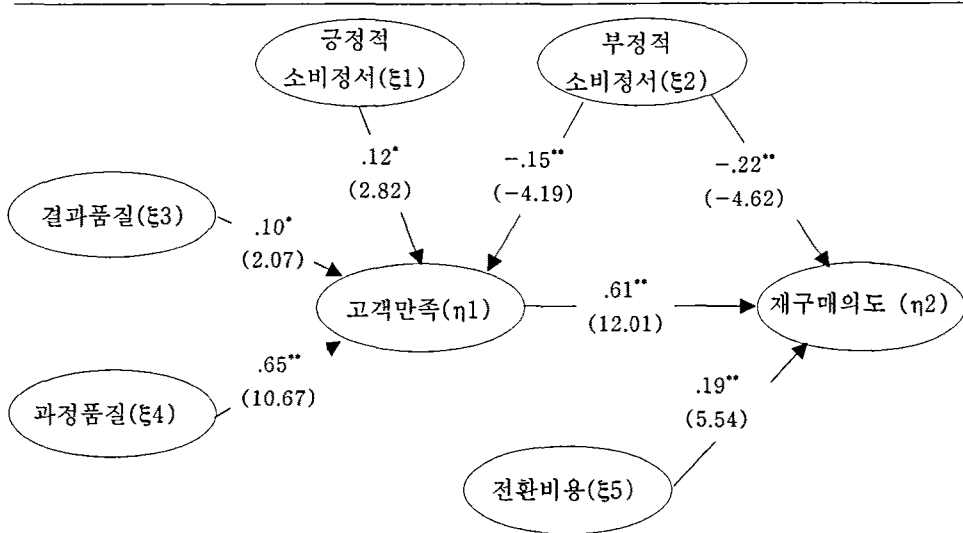 긍정적
소비정서(ξ1)
부정적
소비정서(ξ2)
.12*
(2.82)
-.15**
(-4.19)
-.22**
(-4.62)
결과품질(ξ3)
.10*
(2.07)
고객만족(η1)
.61**
(12.01)
재구매의도 (η2)
.65**
(10.67)
과정품질(ξ4)
.19**
(5.54)
전환비용(ξ5)